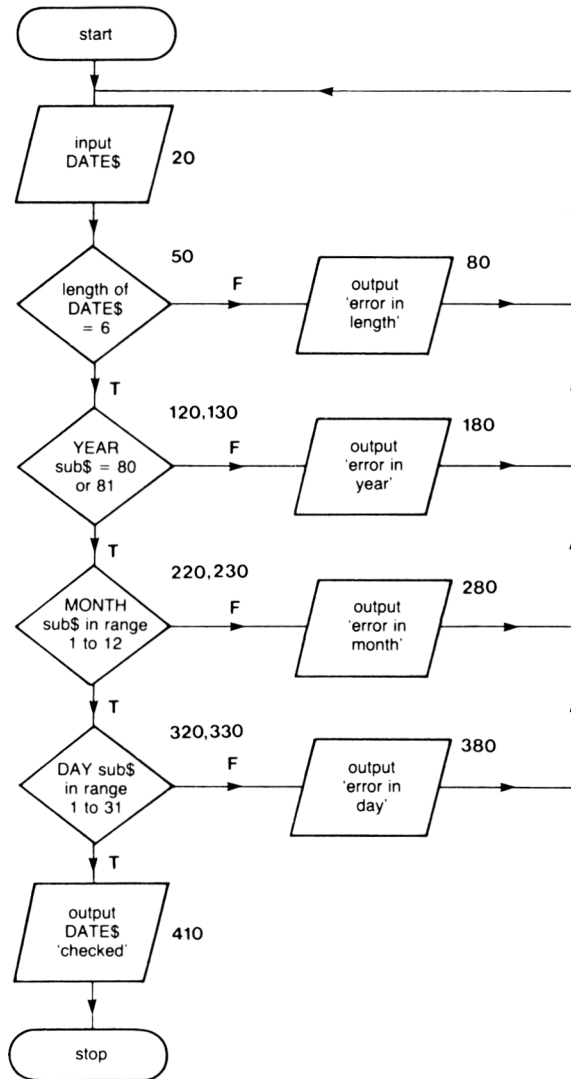 start
input
DATE$
20
50
length of
DATE$
= 6
F
output
'error in
length'
80
T
120,130
YEAR
sub$ = 80
or 81
F
output
'error in
year'
180
T
220,230
MONTH
sub$ in range
1 to 12
F
output
'error in
month'
280
T
320,330
DAY sub$
in range
1 to 31
F
output
'error in
day'
380
T
output
DATE$
'checked'
410
stop